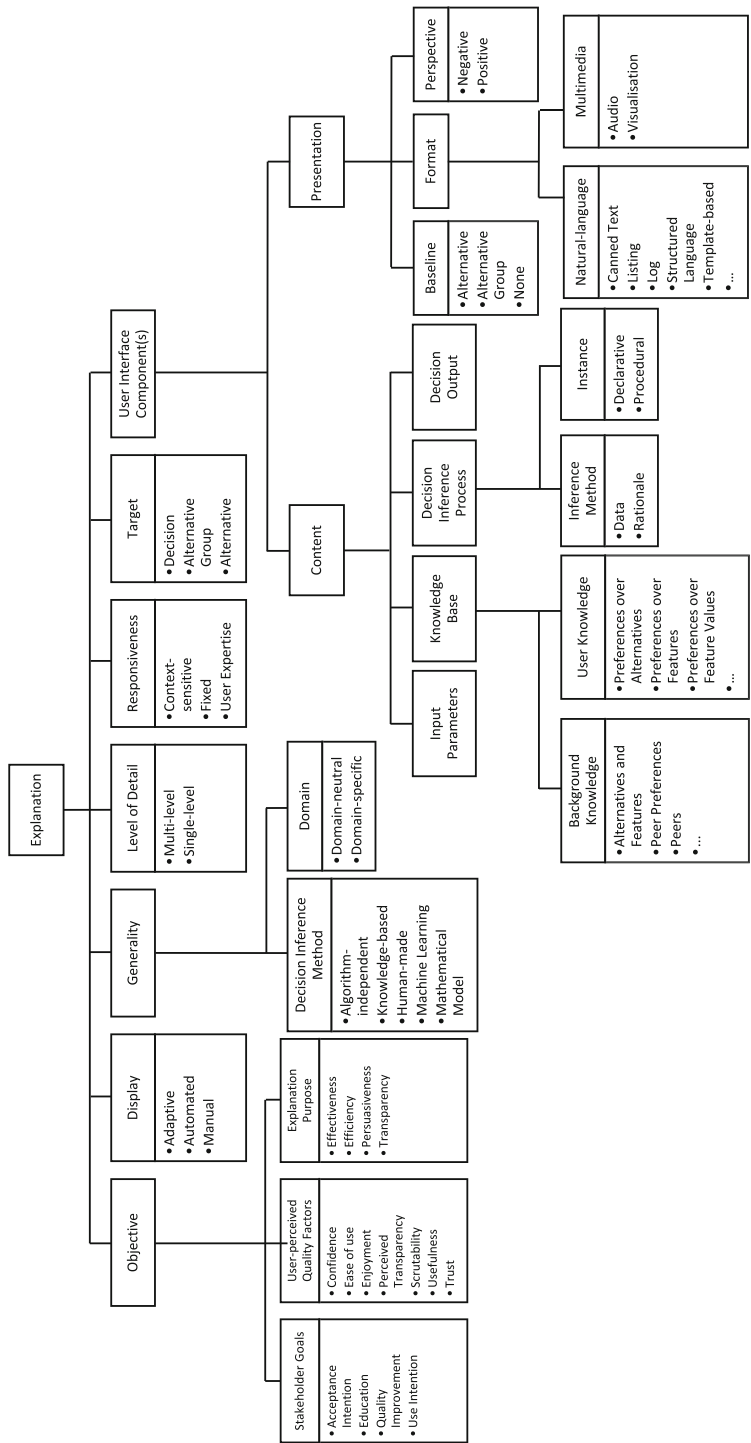 Explanation
Objective
Display
• Adaptive
• Automated
• Manual
Generality
Level of Detail
• Multi-level
• Single-level
Responsiveness
• Context-
sensitive
• Fixed
• User Expertise
Target
• Decision
• Alternative
Group
• Alternative
User Interface
Component(s)
Stakeholder Goals
• Acceptance
Intention
• Education
• Quality
Improvement
• Use Intention
User-perceived
Quality Factors
• Confidence
• Ease of use
• Enjoyment
• Perceived
Transparency
• Scrutability
• Usefulness
• Trust
Explanation
Purpose
• Effectiveness
• Efficiency
• Persuasiveness
• Transparency
Decision Inference
Method
• Algorithm-
independent
• Knowledge-based
• Human-made
• Machine Learning
• Mathematical
Model
Domain
• Domain-neutral
• Domain-specific
Content
Presentation
Input
Parameters
Knowledge
Base
Decision
Inference
Process
Decision
Output
Baseline
• Alternative
• Alternative
Group
• None
Format
Perspective
• Negative
• Positive
Background
Knowledge
• Alternatives and
Features
• Peer Preferences
• Peers
• ...
User Knowledge
• Preferences over
Alternatives
• Preferences over
Features
• Preferences over
Feature Values
• ...
Inference
Method
• Data
• Rationale
Instance
• Declarative
• Procedural
Natural-language
• Canned Text
• Listing
• Log
• Structured
Language
• Template-based
• ...
Multimedia
• Audio
• Visualisation